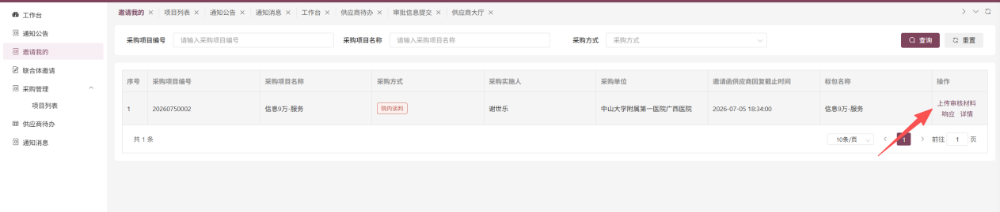 工作台
通知公告
邀请我的
联合体邀请
采购管理
项目列表
供应商待办
通知消息
邀请我的 × 项目列表 × 通知公告 × 通知消息 × 工作台 × 供应商待办 × 审批信息提交 × 供应商大厅 ×
采购项目编号 请输入采购项目编号 采购项目名称 请输入采购项目名称 采购方式 采购方式 查询 重置
序号 采购项目编号 采购项目名称 采购方式 采购实施人 采购单位 邀请函供应商回复截止时间 标包名称 操作
1 20260750002 信息9万-服务 院内谈判 谢世乐 中山大学附属第一医院广西医院 2026-07-05 18:34:00 信息9万-服务 上传审核材料
响应 详情
共 1 条 10条/页 1 前往 1 页